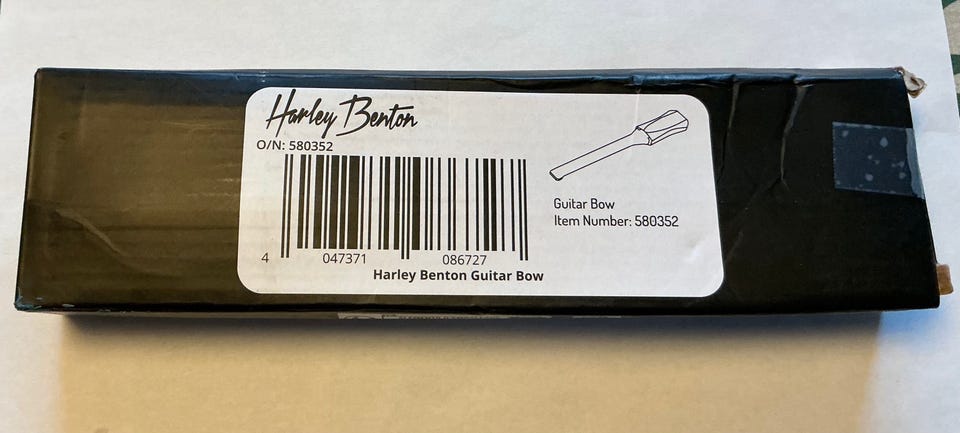 Harley Benton
O/N: 580352
4 047371 086727
Harley Benton Guitar Bow
Guitar Bow
Item Number: 580352